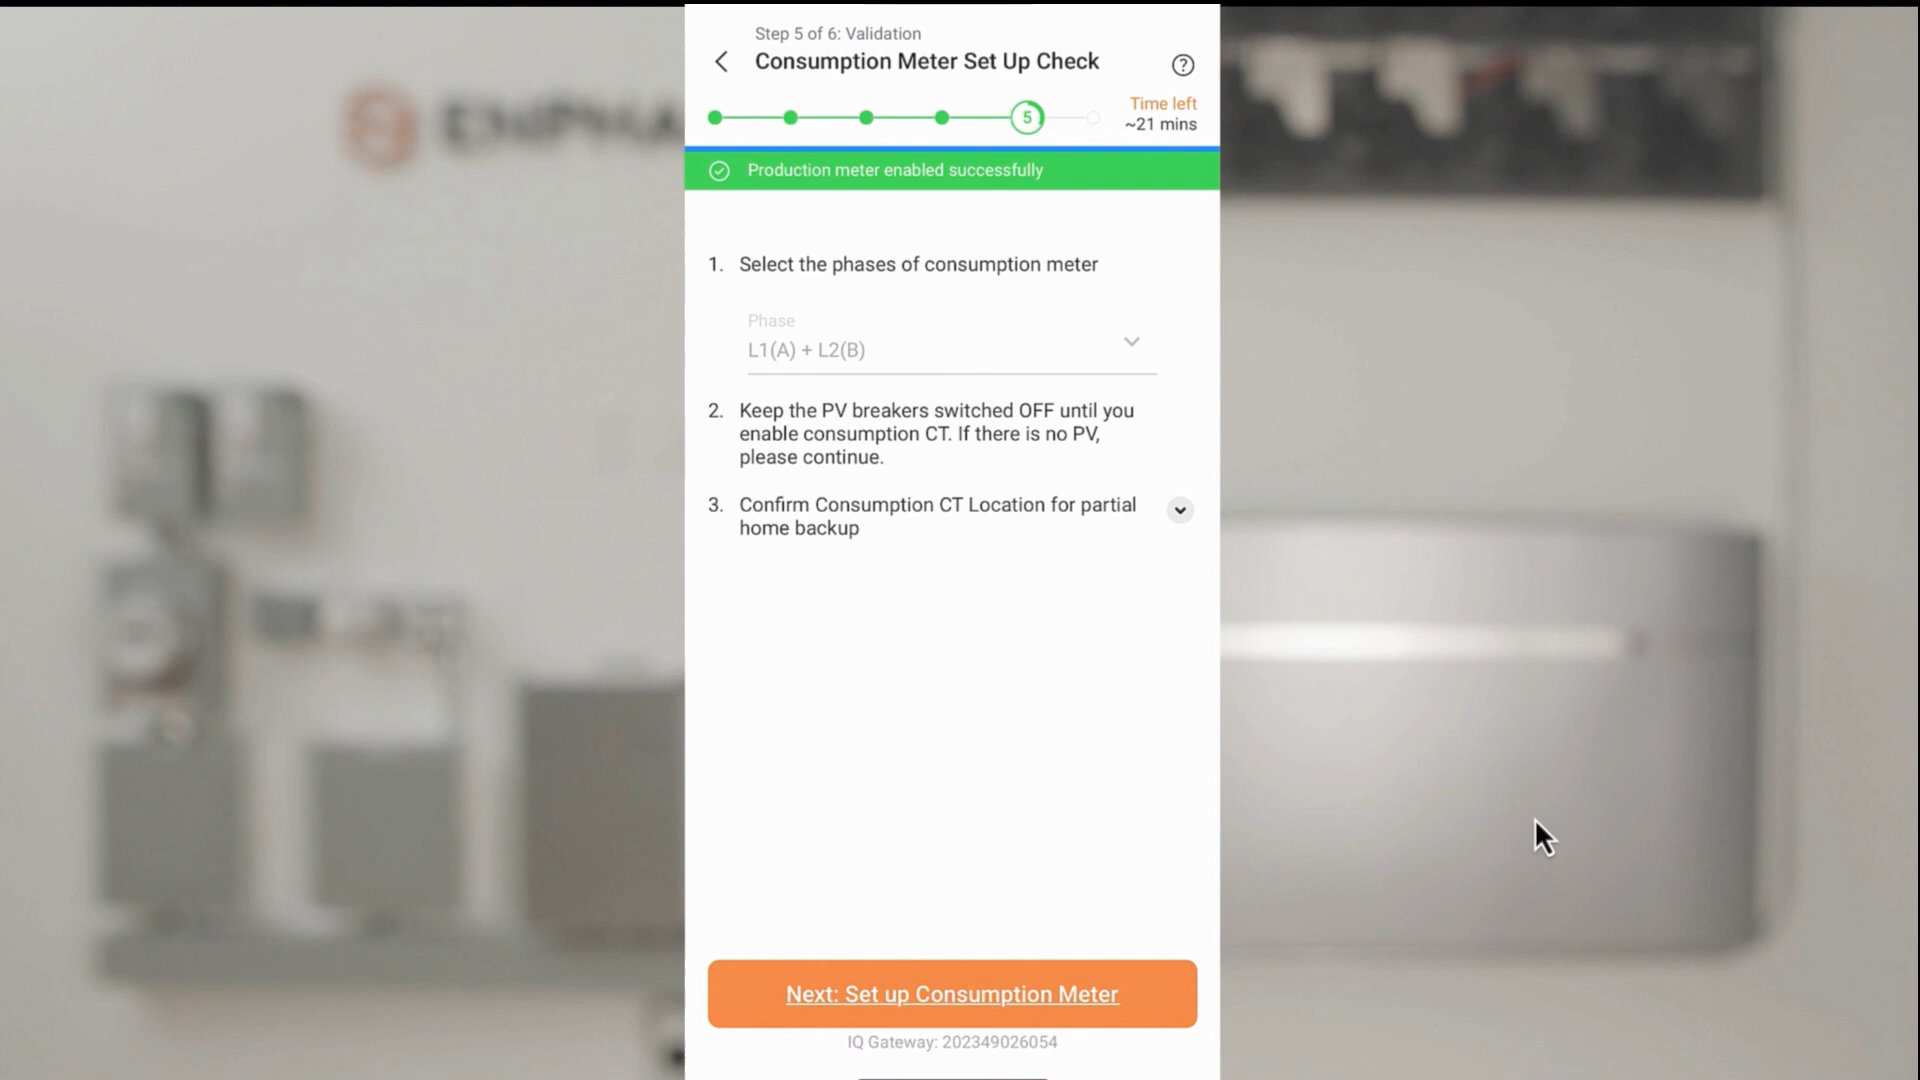 Step 5 of 6: Validation
Consumption Meter Set Up Check
5
Time left
~21 mins
Production meter enabled successfully
1. Select the phases of consumption meter
Phase
L1(A) + L2(B)
2. Keep the PV breakers switched OFF until you
enable consumption CT. If there is no PV,
please continue.
3. Confirm Consumption CT Location for partial
home backup
Next: Set up Consumption Meter
IQ Gateway: 202349026054